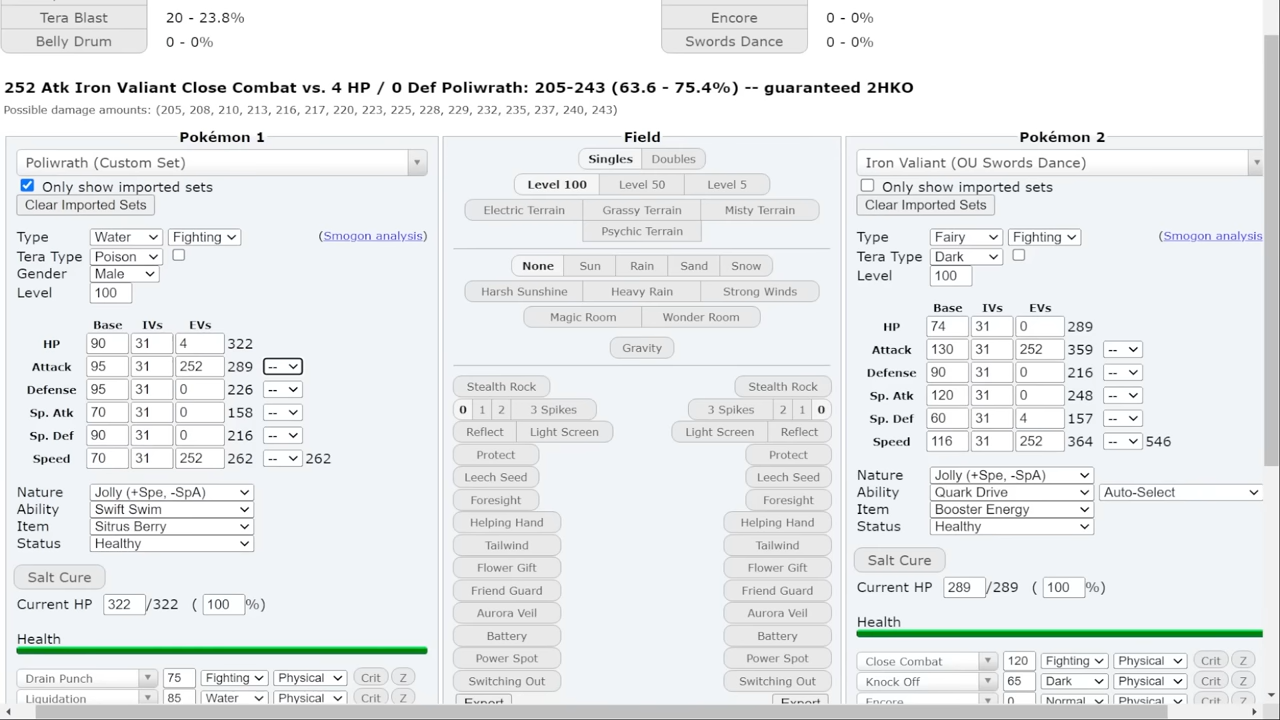 Tera Blast 20 - 23.8% Encore 0 - 0%
Belly Drum 0 - 0% Swords Dance 0 - 0%
252 Atk Iron Valiant Close Combat vs. 4 HP / 0 Def Poliwrath: 205-243 (63.6 - 75.4%) -- guaranteed 2HKO
Possible damage amounts: (205, 208, 210, 213, 216, 217, 220, 223, 225, 228, 229, 232, 235, 237, 240, 243)
Pokémon 1
Poliwrath (Custom Set)
Only show imported sets
Clear Imported Sets
Type Water Fighting (Smogon analysis)
Tera Type Poison
Gender Male
Level 100
Base IVs EVs
HP 90 31 4 322
Attack 95 31 252 289 --
Defense 95 31 0 226 --
Sp. Atk 70 31 0 158 --
Sp. Def 90 31 0 216 --
Speed 70 31 252 262 -- 262
Nature Jolly (+Spe, -SpA)
Ability Swift Swim
Item Sitrus Berry
Status Healthy
Salt Cure
Current HP 322 /322 ( 100 %)
Health
Drain Punch 75 Fighting Physical Crit Z
Liquidation 85 Water Physical Crit Z
Field
Singles Doubles
Level 100 Level 50 Level 5
Electric Terrain Grassy Terrain Misty Terrain
Psychic Terrain
None Sun Rain Sand Snow
Harsh Sunshine Heavy Rain Strong Winds
Magic Room Wonder Room
Gravity
Stealth Rock Stealth Rock
0 1 2 3 Spikes 3 Spikes 2 1 0
Reflect Light Screen Light Screen Reflect
Protect Protect
Leech Seed Leech Seed
Foresight Foresight
Helping Hand Helping Hand
Tailwind Tailwind
Flower Gift Flower Gift
Friend Guard Friend Guard
Aurora Veil Aurora Veil
Battery Battery
Power Spot Power Spot
Switching Out Switching Out
Export Export
Pokémon 2
Iron Valiant (OU Swords Dance)
Only show imported sets
Clear Imported Sets
Type Fairy Fighting (Smogon analysis
Tera Type Dark
Level 100
Base IVs EVs
HP 74 31 0 289
Attack 130 31 252 359 --
Defense 90 31 0 216 --
Sp. Atk 120 31 0 248 --
Sp. Def 60 31 4 157 --
Speed 116 31 252 364 -- 546
Nature Jolly (+Spe, -SpA)
Ability Quark Drive Auto-Select
Item Booster Energy
Status Healthy
Salt Cure
Current HP 289 /289 ( 100 %)
Health
Close Combat 120 Fighting Physical Crit Z
Knock Off 65 Dark Physical Crit Z
Encore 0 Normal Physical Crit Z